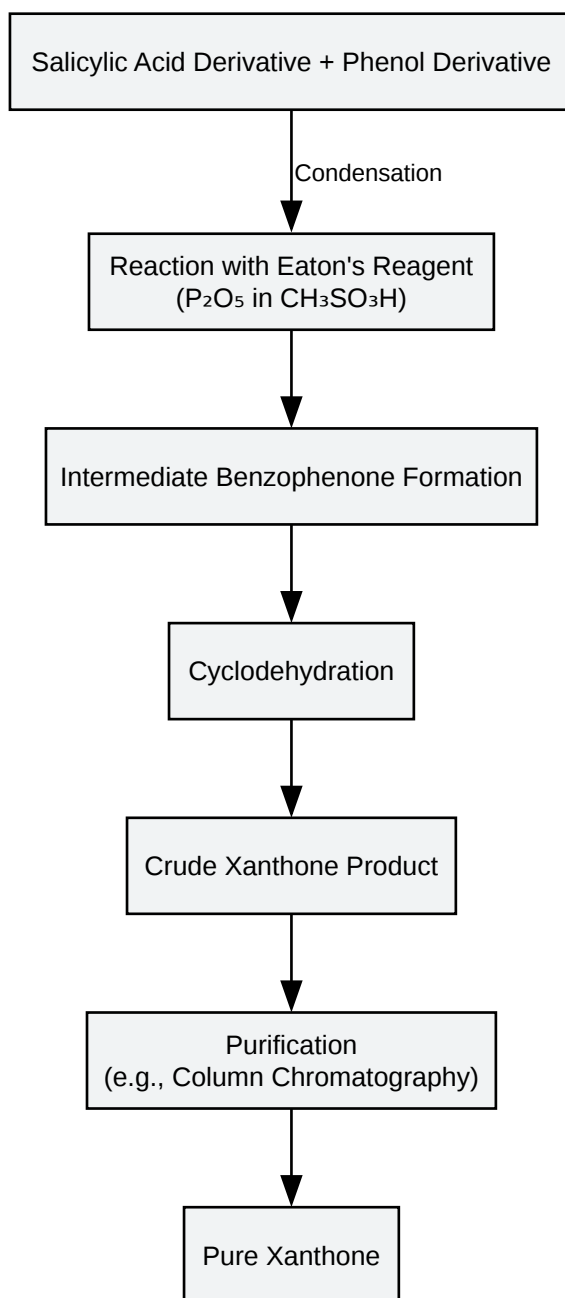 Salicylic Acid Derivative + Phenol Derivative
Condensation
Reaction with Eaton's Reagent
(P₂O₅ in CH₃SO₃H)
Intermediate Benzophenone Formation
Cyclodehydration
Crude Xanthone Product
Purification
(e.g., Column Chromatography)
Pure Xanthone